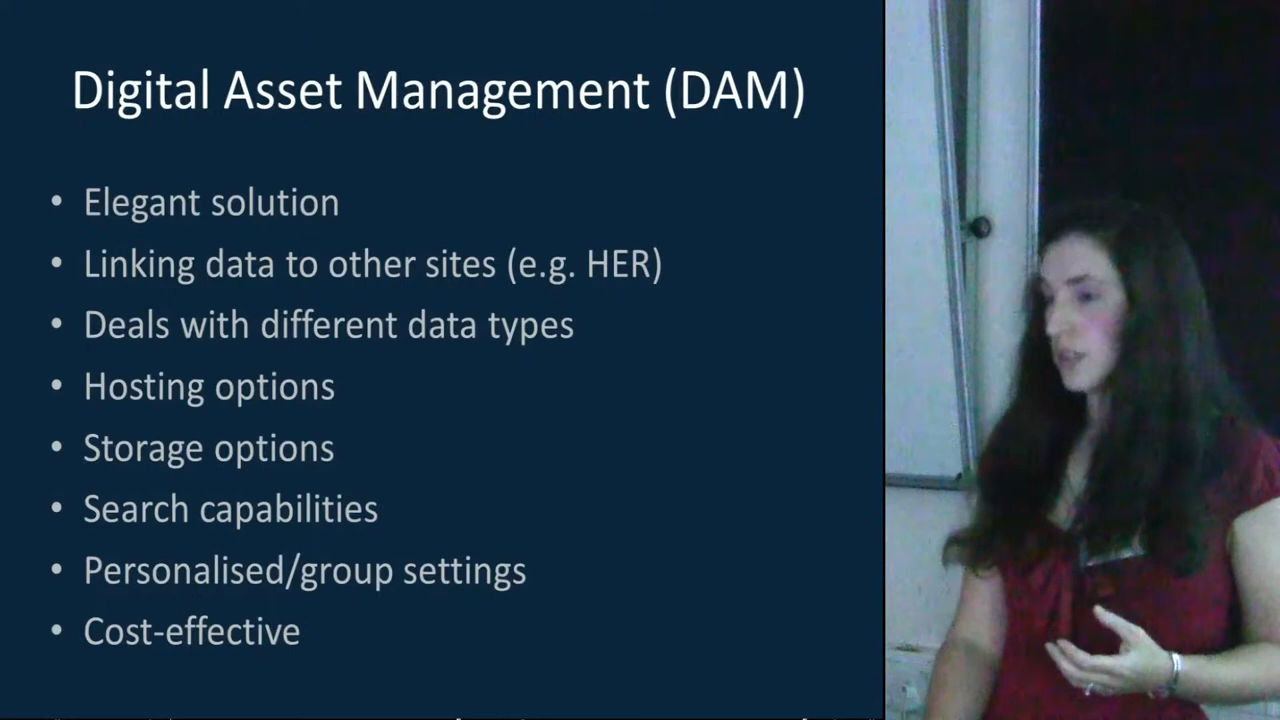 Digital Asset Management (DAM)
• Elegant solution
• Linking data to other sites (e.g. HER)
• Deals with different data types
• Hosting options
• Storage options
• Search capabilities
• Personalised/group settings
• Cost-effective